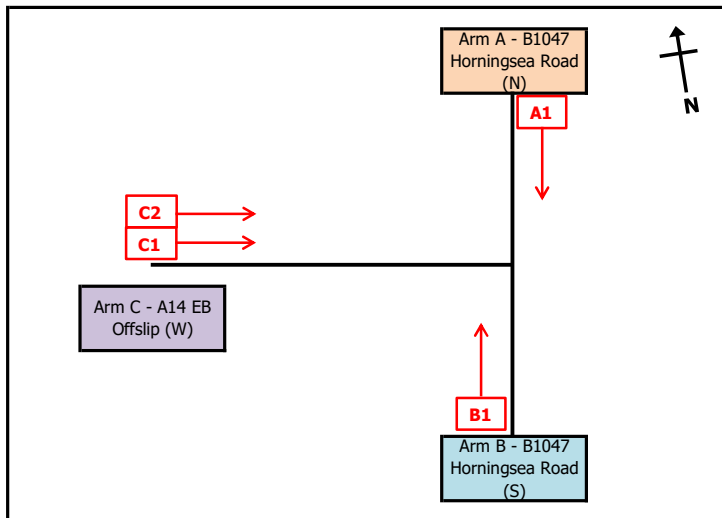 Arm A - B1047
Horningsea Road
(N)
A1
N
C2
C1
Arm C - A14 EB
Offslip (W)
B1
Arm B - B1047
Horningsea Road
(S)